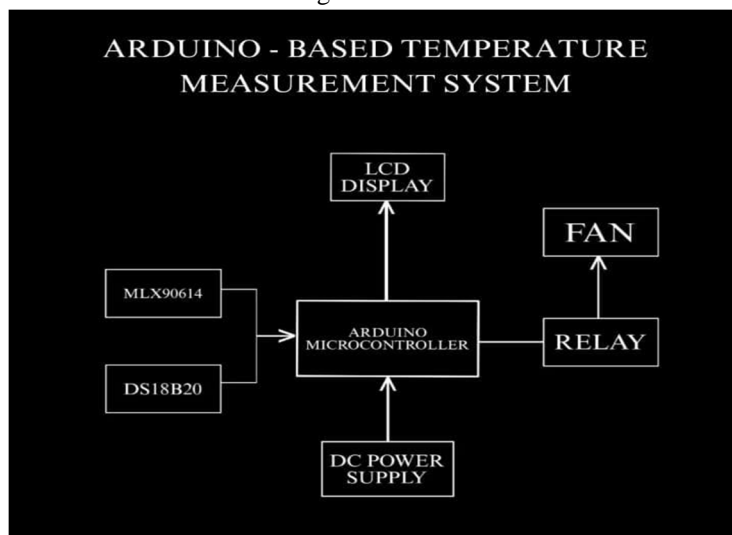 ARDUINO - BASED TEMPERATURE
MEASUREMENT SYSTEM
LCD
DISPLAY
FAN
MLX90614
ARDUINO
MICROCONTROLLER
RELAY
DS18B20
DC POWER
SUPPLY